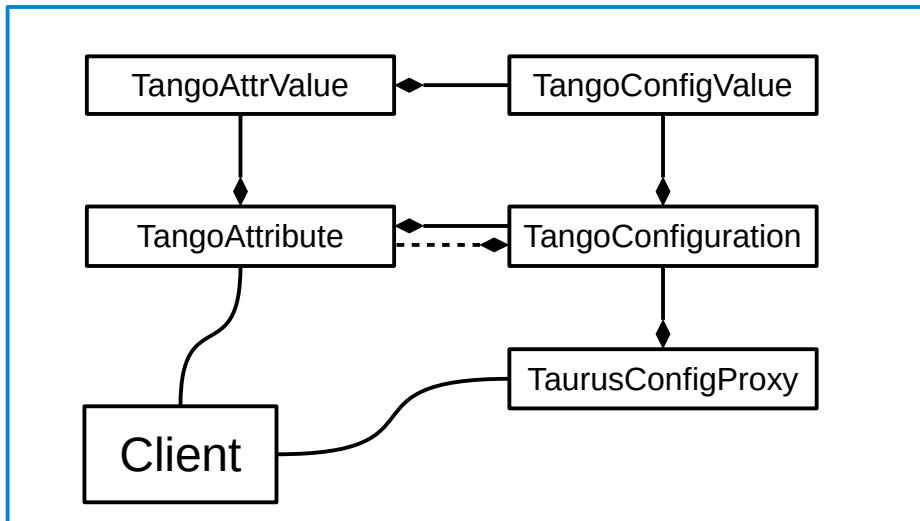 TangoAttrValue
TangoConfigValue
TangoAttribute
TangoConfiguration
TaurusConfigProxy
Client